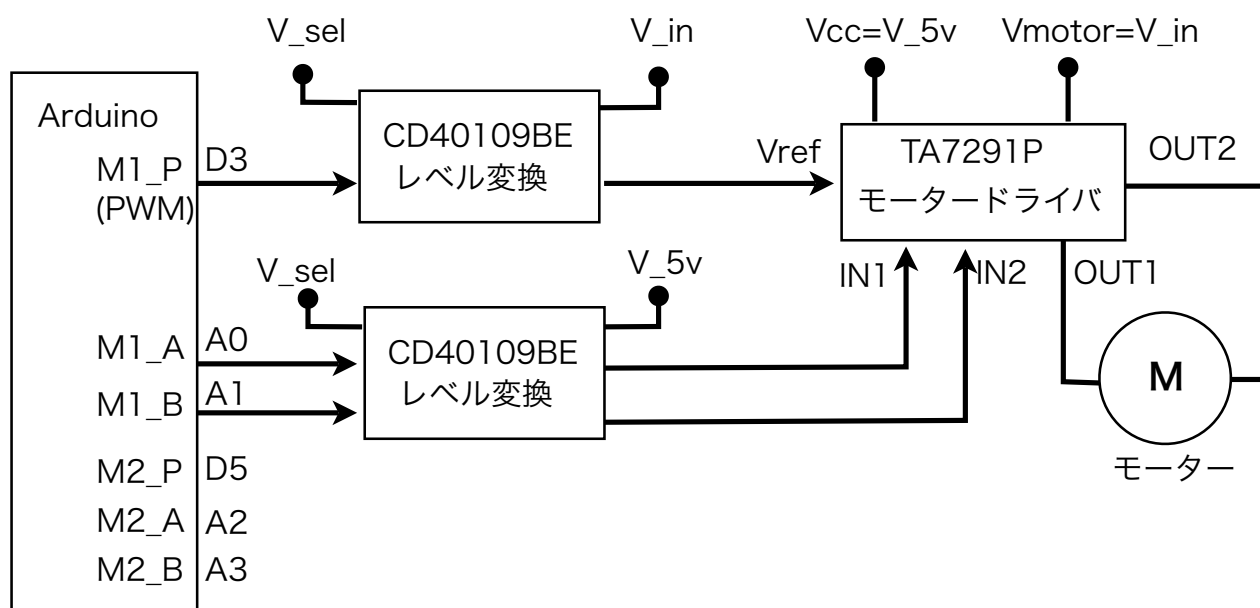 V_sel
V_in
Vcc=V_5v
Vmotor=V_in
Arduino
M1_P
(PWM)
D3
CD40109BE
レベル変換
Vref
TA7291P
モータードライバ
OUT2
V_sel
V_5v
IN1
IN2
OUT1
M1_A
A0
M1_B
A1
CD40109BE
レベル変換
M
モーター
M2_P
D5
M2_A
A2
M2_B
A3